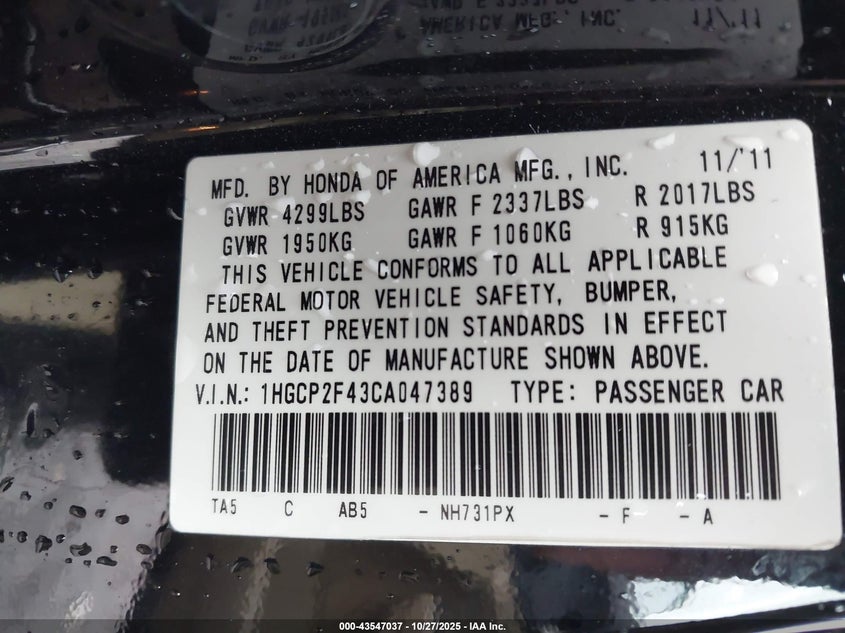 MFD. BY HONDA OF AMERICA MFG., INC. 11/'11
GVWR 4299LBS GAWR F 2337LBS R 2017LBS
GVWR 1950KG GAWR F 1060KG R 915KG
THIS VEHICLE CONFORMS TO ALL APPLICABLE
FEDERAL MOTOR VEHICLE SAFETY, BUMPER,
AND THEFT PREVENTION STANDARDS IN EFFECT
ON THE DATE OF MANUFACTURE SHOWN ABOVE.
V.I.N.: 1HGCP2F43CA047389 TYPE: PASSENGER CAR
TA5 C AB5 - NH731PX - F - A
000-43547037 - 10/27/2025 - IAA Inc.